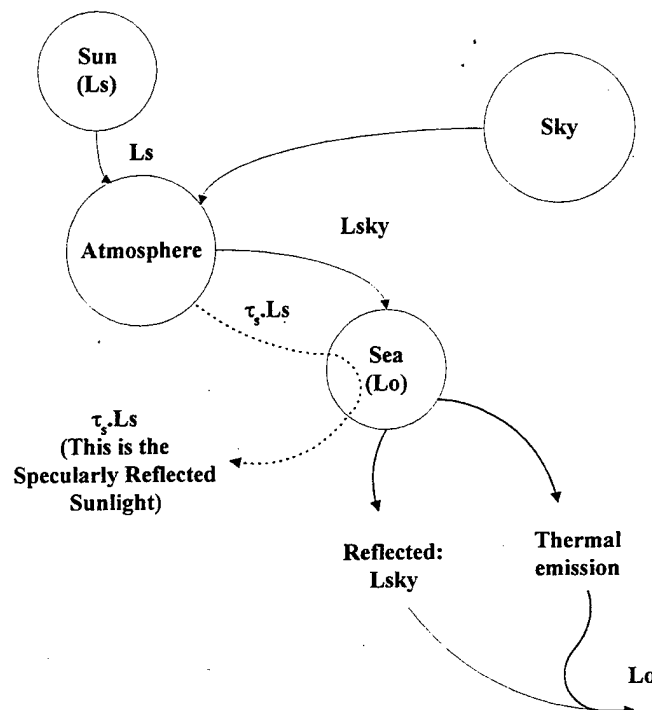 Sun
(Ls)
Sky
Ls
Atmosphere
Lsky
τs.Ls
Sea
(Lo)
τs.Ls
(This is the
Specularly Reflected
Sunlight)
Reflected:
Lsky
Thermal
emission
Lo